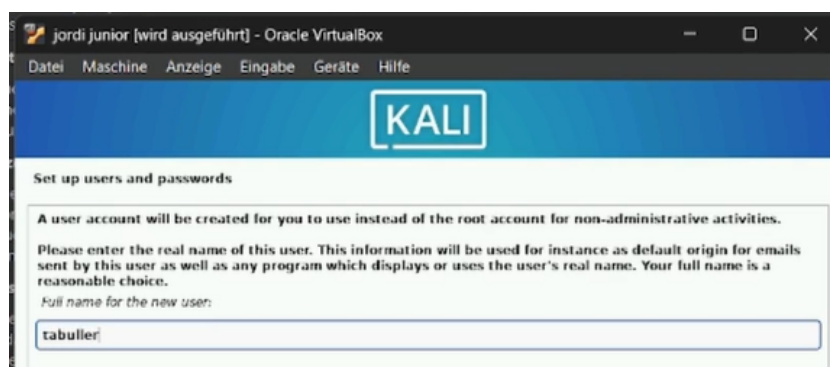 jordi junior [wird ausgeführt] - Oracle VirtualBox
Datei Maschine Anzeige Eingabe Geräte Hilfe
KALI
Set up users and passwords
A user account will be created for you to use instead of the root account for non-administrative activities.
Please enter the real name of this user. This information will be used for instance as default origin for emails
sent by this user as well as any program which displays or uses the user's real name. Your full name is a
reasonable choice.
Full name for the new user:
tabuller